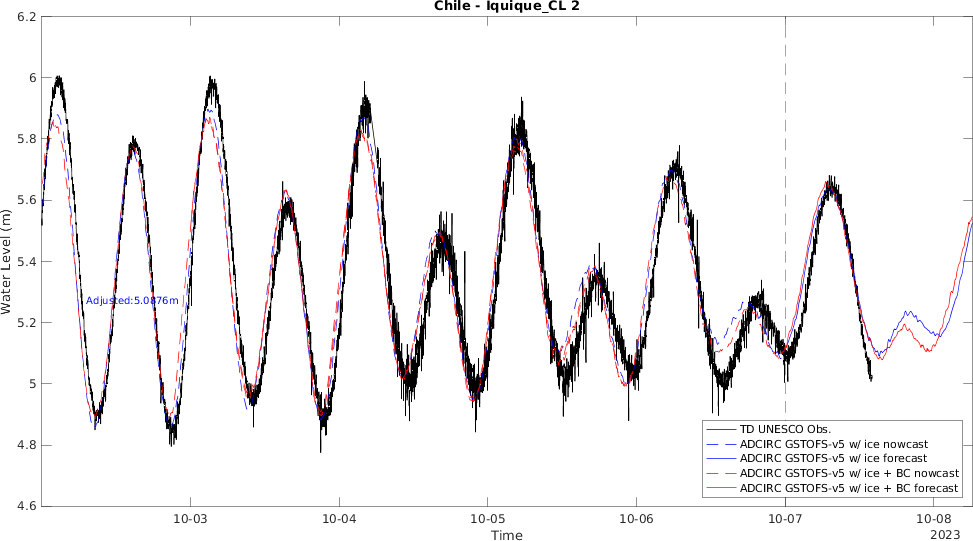 Chile - Iquique_CL 2
6.2
6
5.8
5.6
5.4
5.2
5
4.8
4.6
Water Level (m)
Adjusted:5.0876m
TD UNESCO Obs.
ADCIRC GSTOFS-v5 w/ ice nowcast
ADCIRC GSTOFS-v5 w/ ice forecast
ADCIRC GSTOFS-v5 w/ ice + BC nowcast
ADCIRC GSTOFS-v5 w/ ice + BC forecast
10-03 10-04 10-05 10-06 10-07 10-08
Time
2023